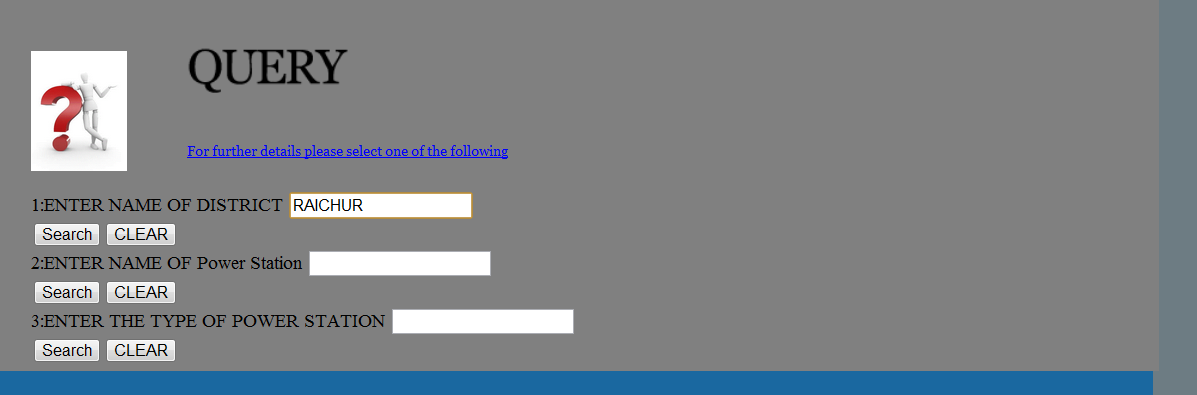 QUERY
For further details please select one of the following
1:ENTER NAME OF DISTRICT RAICHUR
Search CLEAR
2:ENTER NAME OF Power Station
Search CLEAR
3:ENTER THE TYPE OF POWER STATION
Search CLEAR